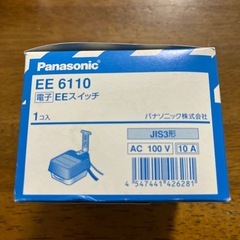 Panasonic
EE 6110
電子 EEスイッチ
1コ入
パナソニック株式会社
JIS3形
AC 100 V 10 A
4 547441 426281